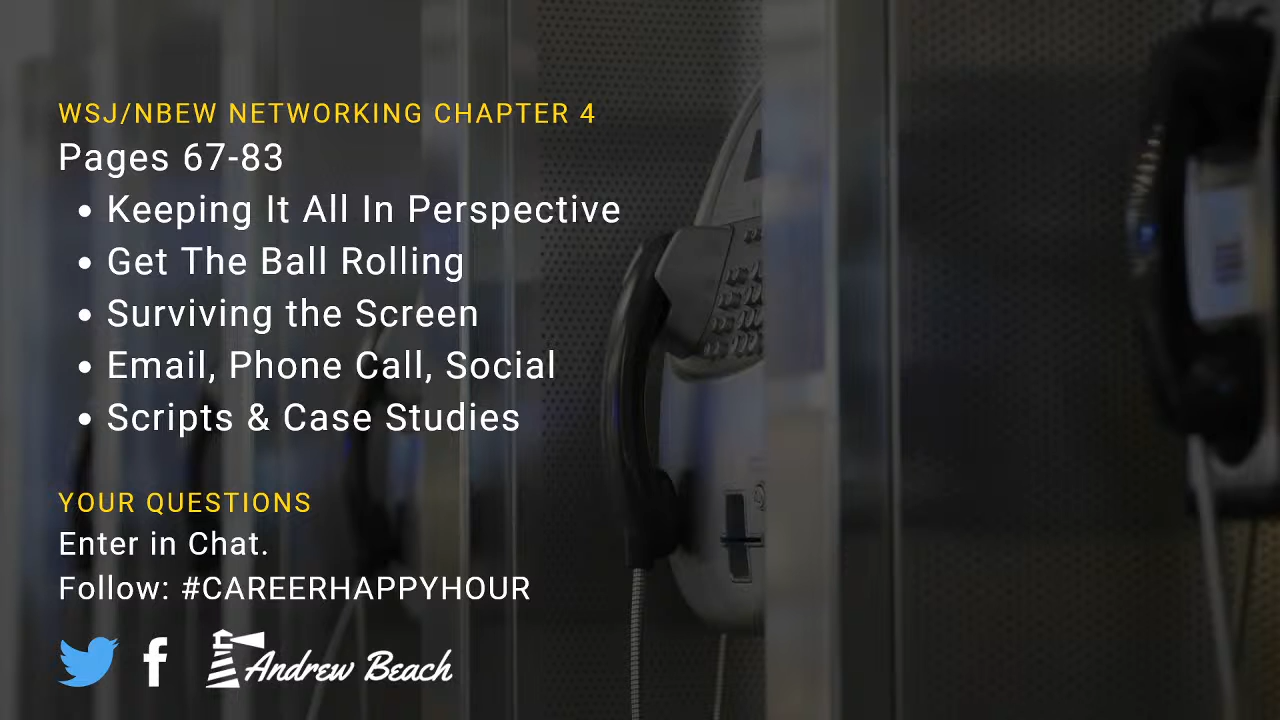 WSJ/NBEW NETWORKING CHAPTER 4
Pages 67-83
• Keeping It All In Perspective
• Get The Ball Rolling
• Surviving the Screen
• Email, Phone Call, Social
• Scripts & Case Studies
YOUR QUESTIONS
Enter in Chat.
Follow: #CAREERHAPPYHOUR
Andrew Beach